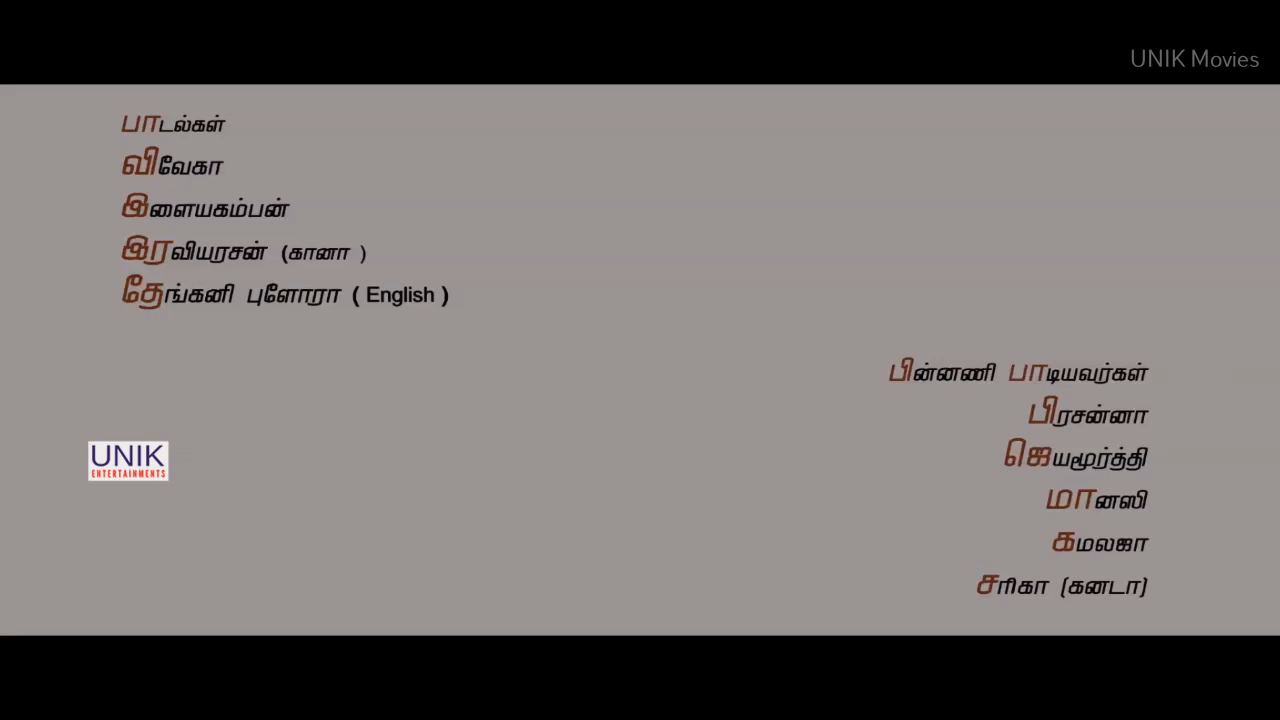 UNIK Movies
பாடல்கள்
விவேகா
இளையகம்பன்
இரவியரசன் (கானா )
தேங்கனி புளோரா ( English )
பின்னணி பாடியவர்கள்
பிரசன்னா
ஜெயமூர்த்தி
மானஸி
கமலஜா
சரிகா (கனடா)
UNIK
ENTERTAINMENTS